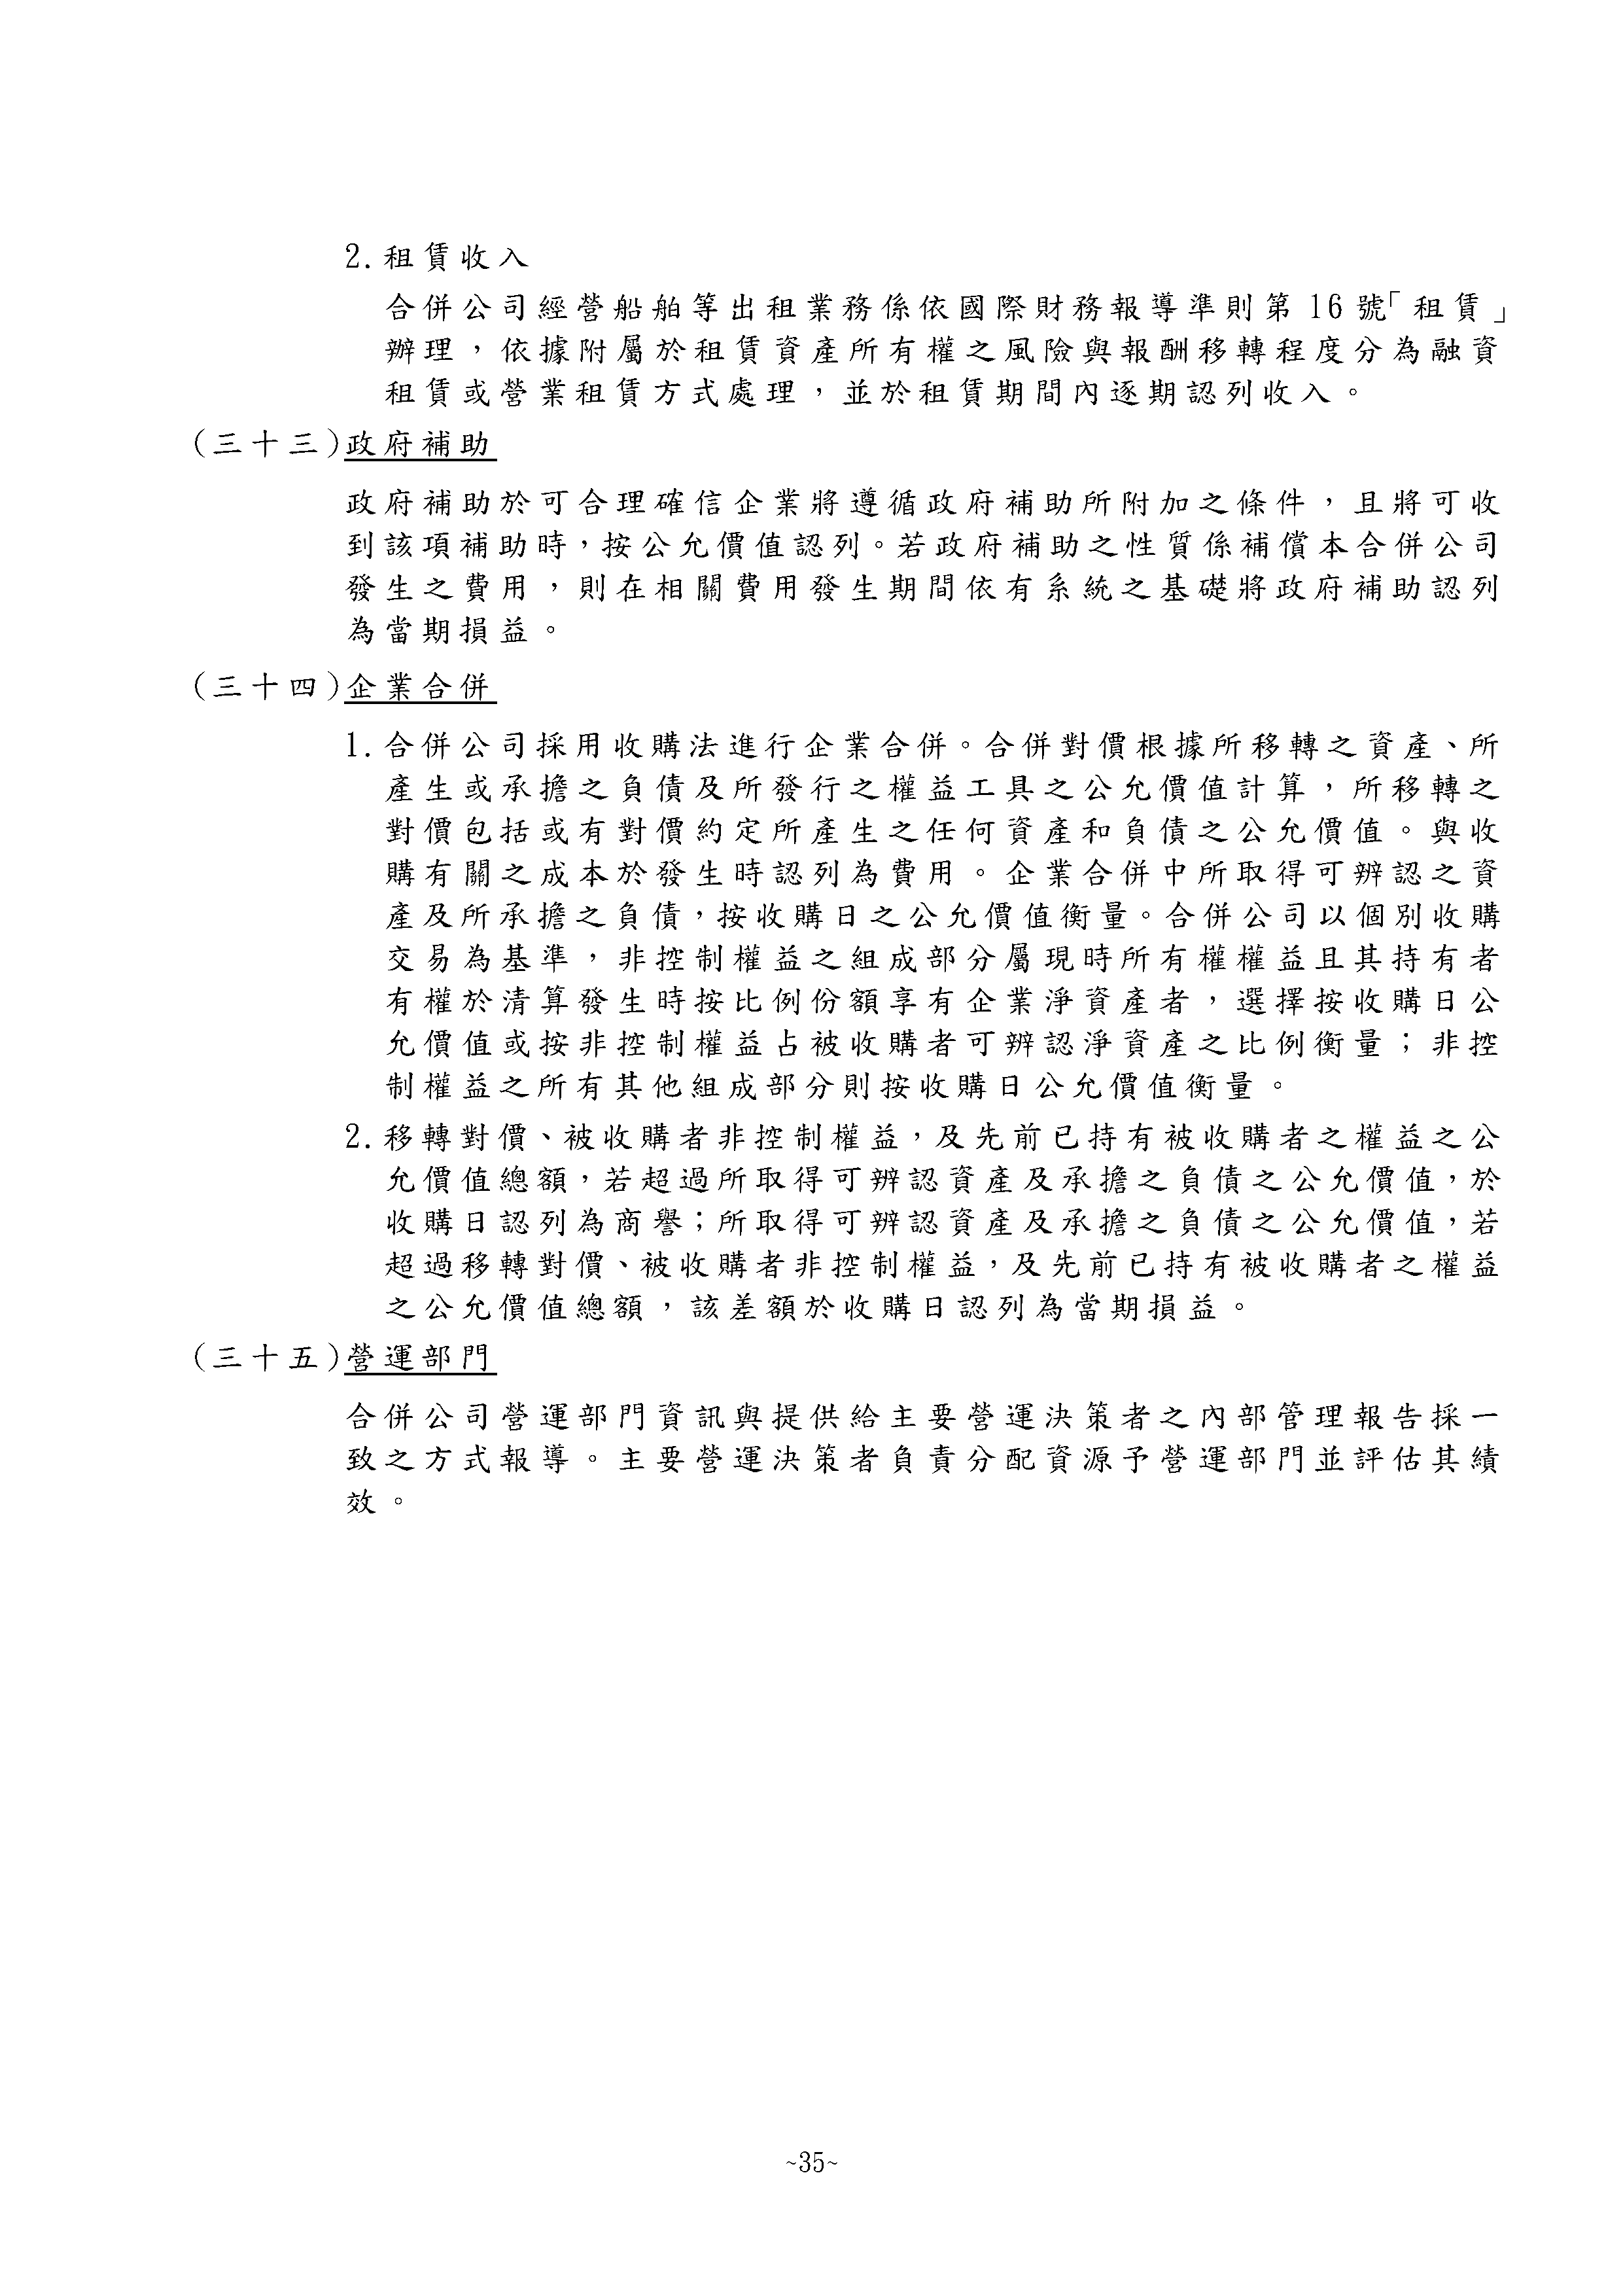 2.租賃收入
合併公司經營船舶等出租業務係依國際財務報導準則第 16 號「租賃」
辦理，依據附屬於租賃資產所有權之風險與報酬移轉程度分為融資
租賃或營業租賃方式處理，並於租賃期間內逐期認列收入。
(三十三)政府補助
政府補助於可合理確信企業將遵循政府補助所附加之條件，且將可收
到該項補助時，按公允價值認列。若政府補助之性質係補償本合併公司
發生之費用，則在相關費用發生期間依有系統之基礎將政府補助認列
為當期損益。
(三十四)企業合併
1.合併公司採用收購法進行企業合併。合併對價根據所移轉之資產、所
產生或承擔之負債及所發行之權益工具之公允價值計算，所移轉之
對價包括或有對價約定所產生之任何資產和負債之公允價值。與收
購有關之成本於發生時認列為費用。企業合併中所取得可辨認之資
產及所承擔之負債，按收購日之公允價值衡量。合併公司以個別收購
交易為基準，非控制權益之組成部分屬現時所有權權益且其持有者
有權於清算發生時按比例份額享有企業淨資產者，選擇按收購日公
允價值或按非控制權益占被收購者可辨認淨資產之比例衡量；非控
制權益之所有其他組成部分則按收購日公允價值衡量。
2.移轉對價、被收購者非控制權益，及先前已持有被收購者之權益之公
允價值總額，若超過所取得可辨認資產及承擔之負債之公允價值，於
收購日認列為商譽；所取得可辨認資產及承擔之負債之公允價值，若
超過移轉對價、被收購者非控制權益，及先前已持有被收購者之權益
之公允價值總額，該差額於收購日認列為當期損益。
(三十五)營運部門
合併公司營運部門資訊與提供給主要營運決策者之內部管理報告採一
致之方式報導。主要營運決策者負責分配資源予營運部門並評估其績
效。
~35~